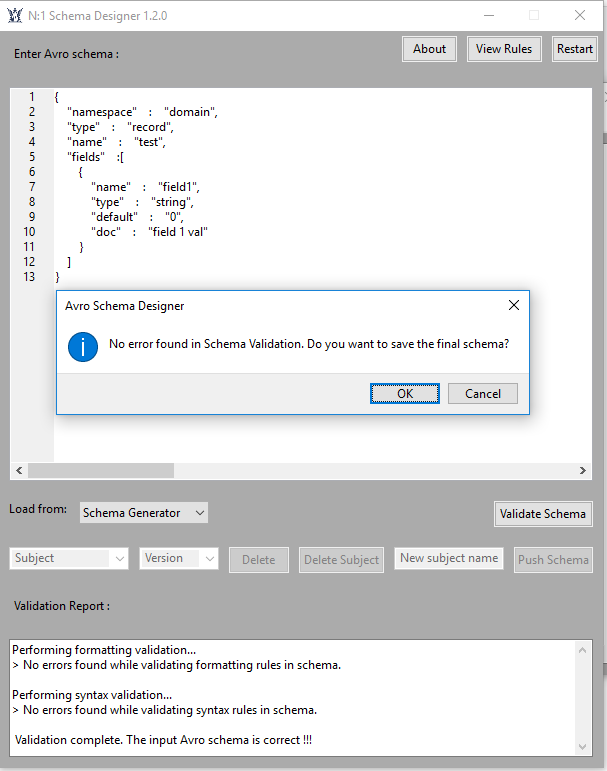 N:1 Schema Designer 1.2.0
Enter Avro schema :
About
View Rules
Restart
1 {
2 "namespace" : "domain",
3 "type" : "record",
4 "name" : "test",
5 "fields" :[
6 {
7 "name" : "field1",
8 "type" : "string",
9 "default" : "0",
10 "doc" : "field 1 val"
11 }
12 ]
13 }
Avro Schema Designer
No error found in Schema Validation. Do you want to save the final schema?
OK
Cancel
Load from:
Schema Generator
Validate Schema
Subject
Version
Delete
Delete Subject
New subject name
Push Schema
Validation Report :
Performing formatting validation...
> No errors found while validating formatting rules in schema.
Performing syntax validation...
> No errors found while validating syntax rules in schema.
Validation complete. The input Avro schema is correct !!!